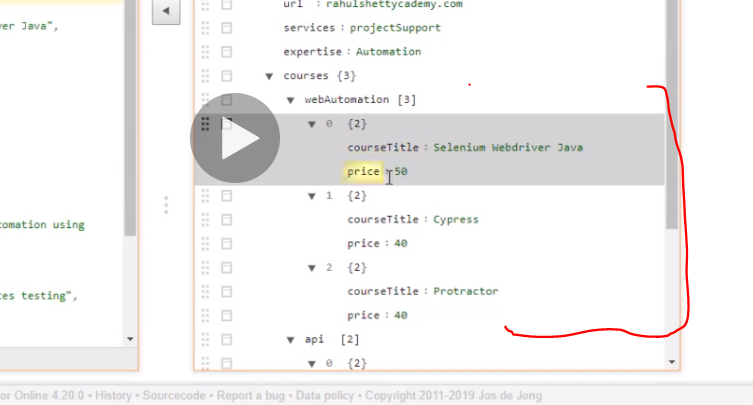 url : rahulshettycademy.com
ver Java",
services : projectSupport
expertise : Automation
courses {3}
webAutomation [3]
0 {2}
courseTitle : Selenium Webdriver Java
price : 50
1 {2}
courseTitle : Cypress
omation using
price : 40
2 {2}
courseTitle : Protractor
es testing",
price : 40
api [2]
0 {2}
or Online 4.20.0 • History • Sourcecode • Report a bug • Data policy • Copyright 2011-2019 Jos de Jong